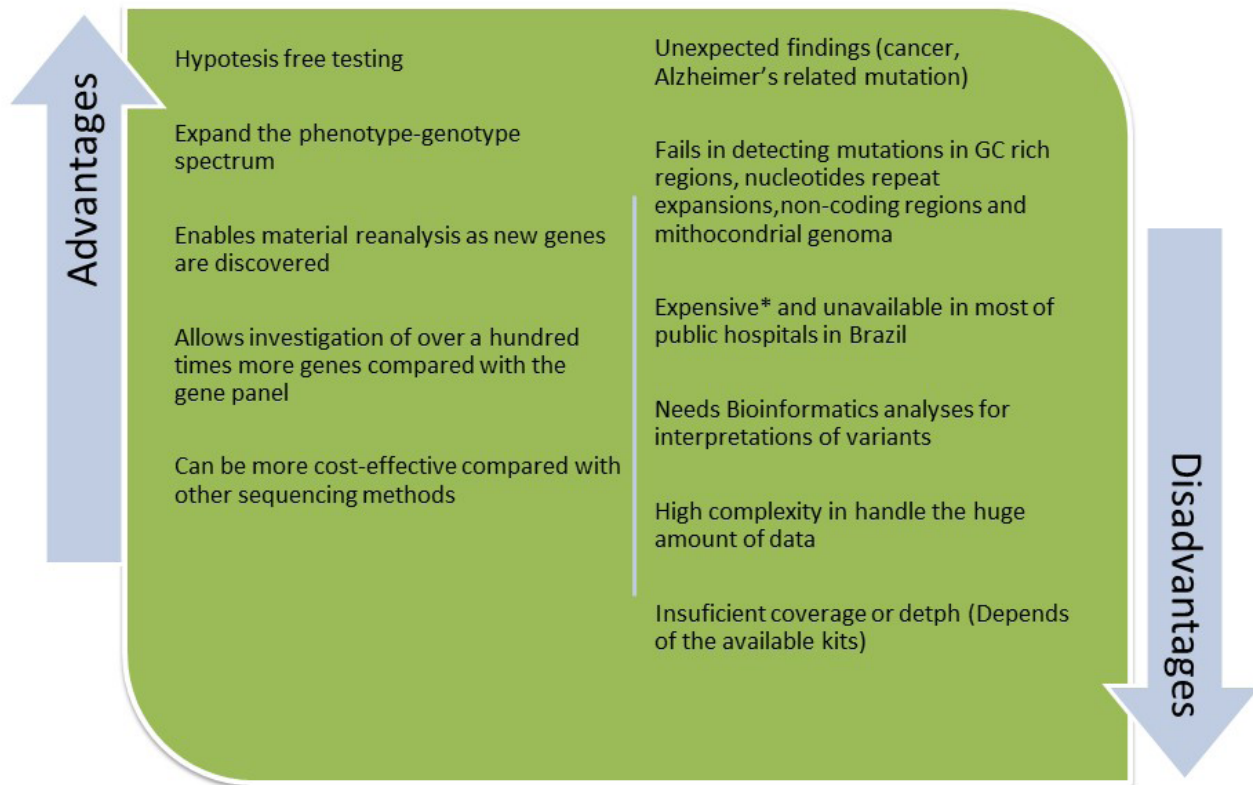 Advantages
Hypotesis free testing
Expand the phenotype-genotype
spectrum
Enables material reanalysis as new genes
are discovered
Allows investigation of over a hundred
times more genes compared with the
gene panel
Can be more cost-effective compared with
other sequencing methods
Unexpected findings (cancer,
Alzheimer's related mutation)
Fails in detecting mutations in GC rich
regions, nucleotides repeat
expansions,non-coding regions and
mithocondrial genoma
Expensive* and unavailable in most of
public hospitals in Brazil
Needs Bioinformatics analyses for
interpretations of variants
High complexity in handle the huge
amount of data
Insuficient coverage or detph (Depends
of the available kits)
Disadvantages